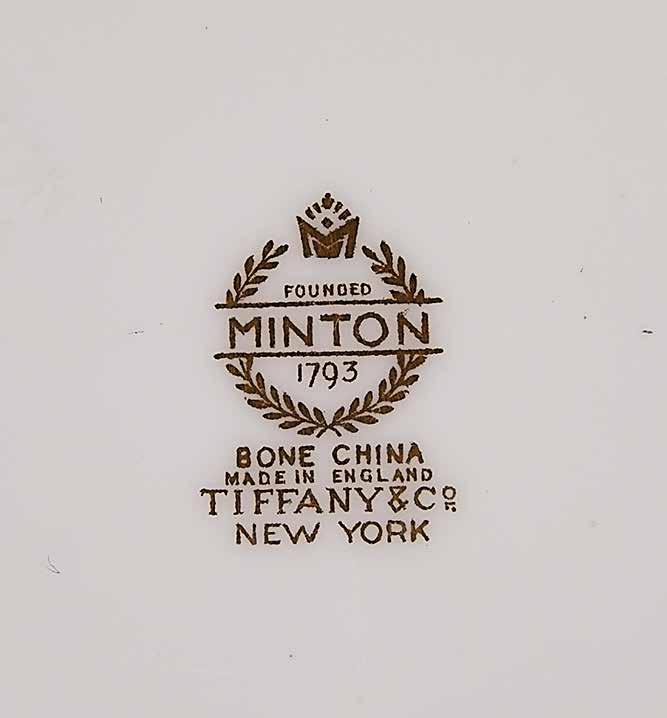 M
FOUNDED
MINTON
1793
BONE CHINA
MADE IN ENGLAND
TIFFANY & Co
NEW YORK